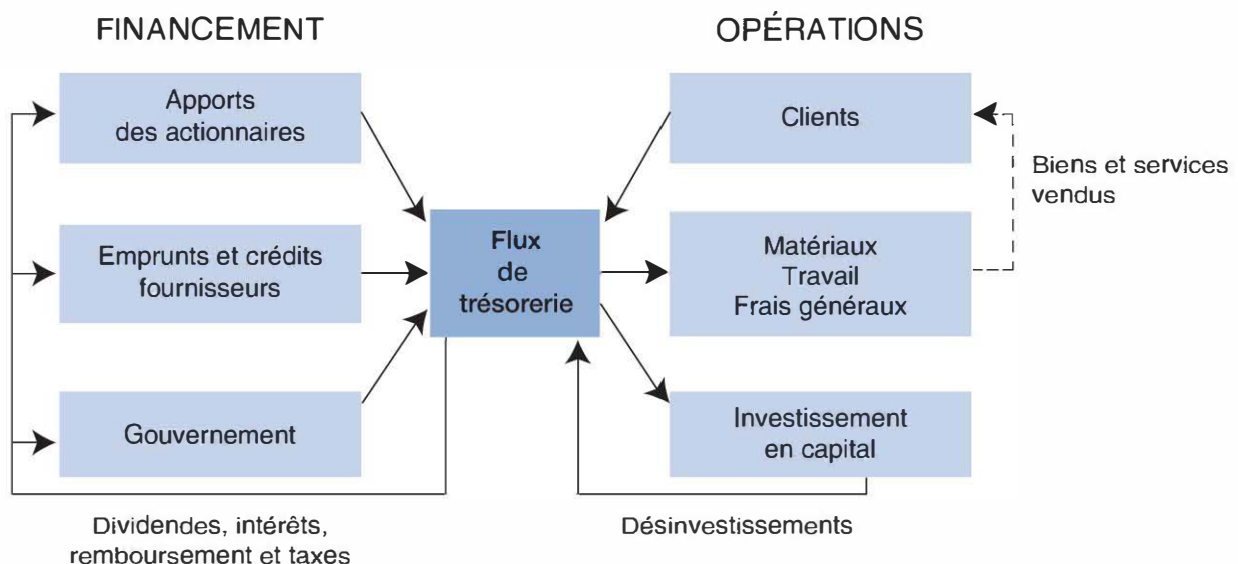 FINANCEMENT
OPÉRATIONS
Apports
des actionnaires
Clients
Biens et services
vendus
Emprunts et crédits
fournisseurs
Flux
de
trésorerie
Matériaux
Travail
Frais généraux
Gouvernement
Investissement
en capital
Dividendes, intérêts,
remboursement et taxes
Désinvestissements